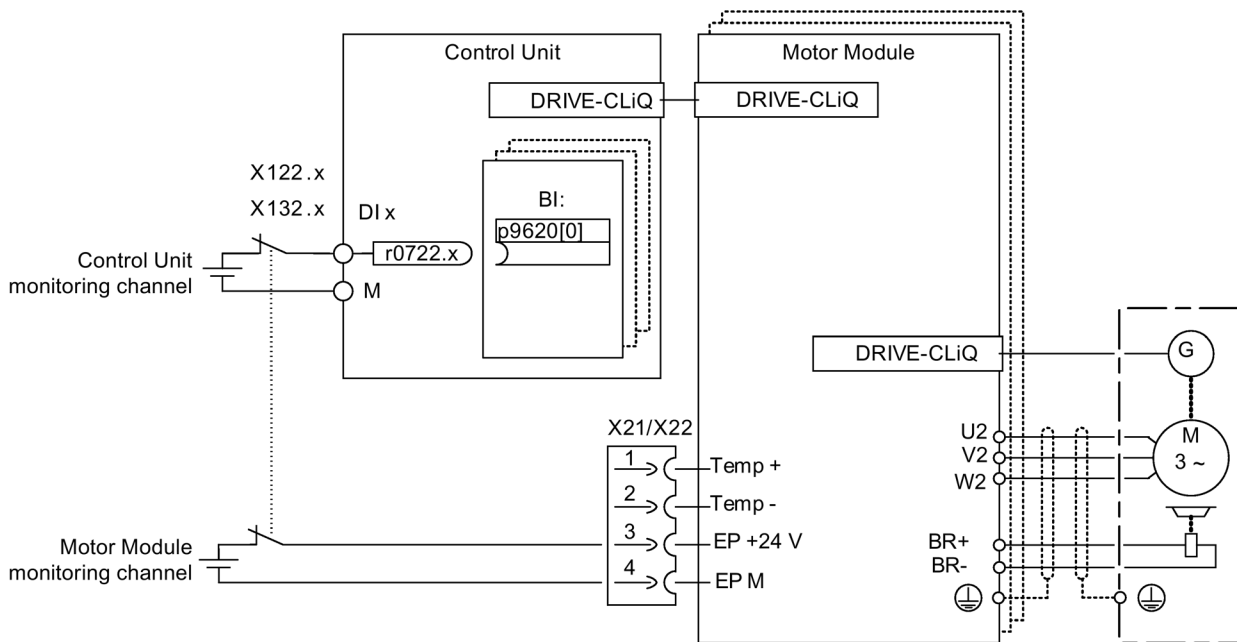 Control Unit
Motor Module
DRIVE-CLiQ
DRIVE-CLiQ
X122.x
X132.x
DI x
BI:
p9620[0]
r0722.x
Control Unit
monitoring channel
M
DRIVE-CLiQ
G
X21/X22
U2
V2
W2
M
3 ~
1
Temp +
2
Temp -
3
EP +24 V
4
EP M
BR+
BR-
Motor Module
monitoring channel